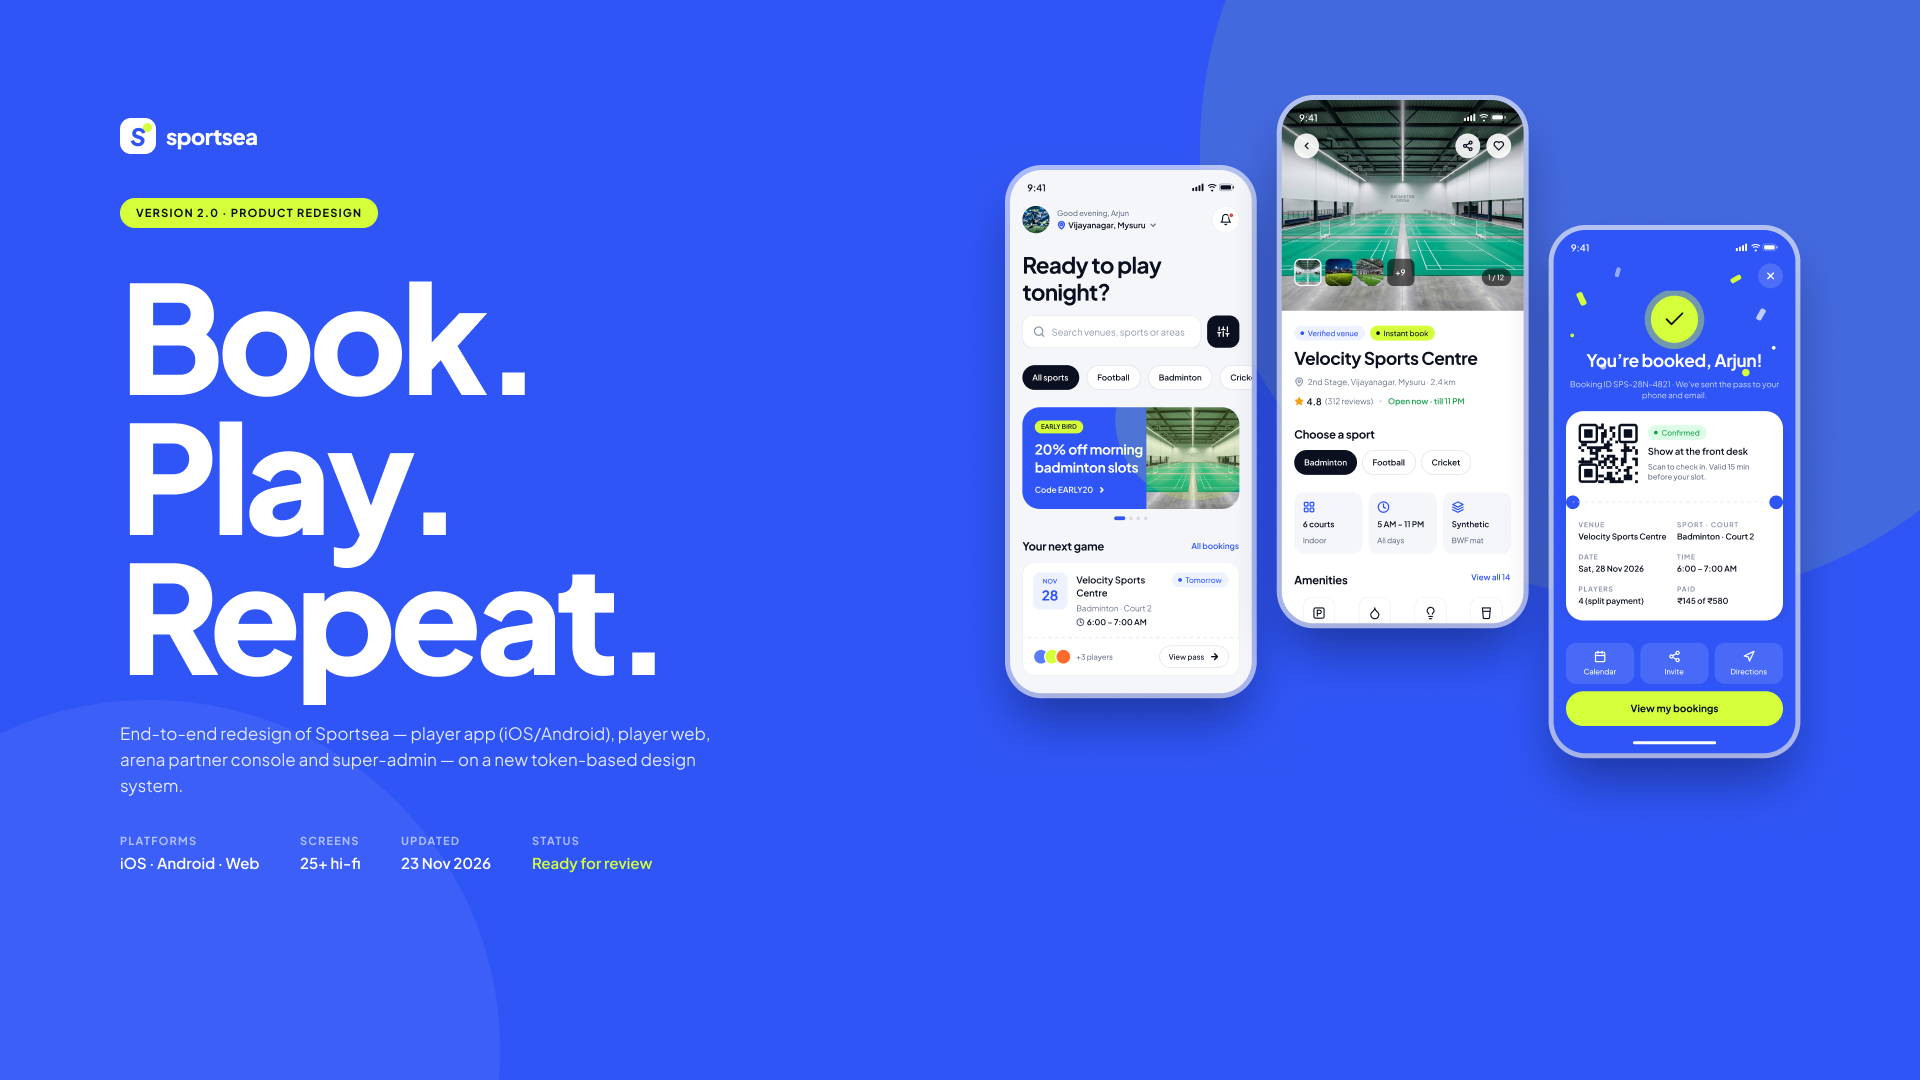 S
sportsea
VERSION 2.0 · PRODUCT REDESIGN
Book.
Play.
Repeat.
End-to-end redesign of Sportsea — player app (iOS/Android), player web,
arena partner console and super-admin — on a new token-based design
system.
PLATFORMS
iOS · Android · Web
SCREENS
25+ hi-fi
UPDATED
23 Nov 2026
STATUS
Ready for review
9:41
Good evening, Arjun
Vijayanagar, Mysuru
Ready to play
tonight?
Search venues, sports or areas
All sports
Football
Badminton
Cricke
EARLY BIRD
20% off morning
badminton slots
Code EARLY20
Your next game
All bookings
NOV
28
Velocity Sports
Centre
Tomorrow
Badminton · Court 2
6:00 – 7:00 AM
+3 players
View pass
9:41
BADMINTON
ARENA
+9
1 / 12
Verified venue
Instant book
Velocity Sports Centre
2nd Stage, Vijayanagar, Mysuru · 2.4 km
4.8 (312 reviews) · Open now · till 11 PM
Choose a sport
Badminton
Football
Cricket
6 courts
Indoor
5 AM – 11 PM
All days
Synthetic
BWF mat
Amenities
View all 14
9:41
You're booked, Arjun!
Booking ID SPS-28N-4821 · We've sent the pass to your
phone and email.
Confirmed
Show at the front desk
Scan to check in. Valid 15 min
before your slot.
VENUE
Velocity Sports Centre
SPORT · COURT
Badminton · Court 2
DATE
Sat, 28 Nov 2026
TIME
6:00 – 7:00 AM
PLAYERS
4 (split payment)
PAID
₹145 of ₹580
Calendar
Invite
Directions
View my bookings